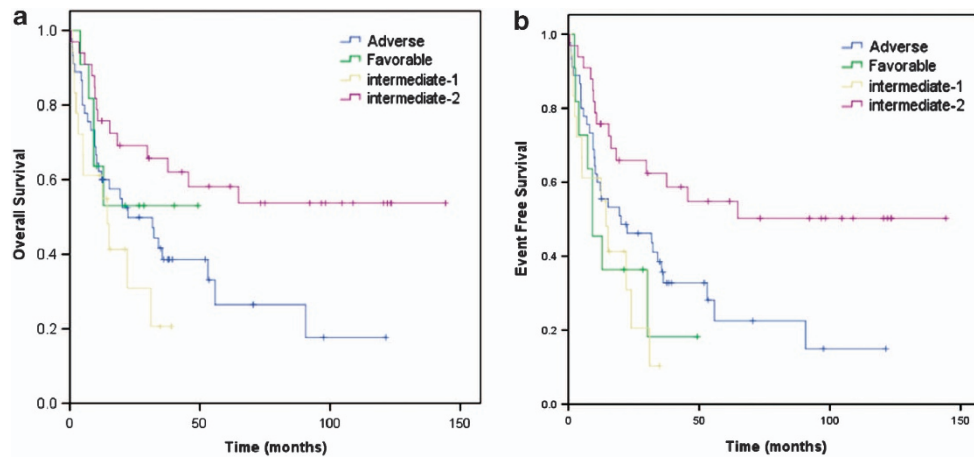 a
Overall Survival
1.0
0.8
0.6
0.4
0.2
0.0
Adverse
Favorable
intermediate-1
intermediate-2
0 50 100 150
Time (months)
b
Event Free Survival
1.0
0.8
0.6
0.4
0.2
0.0
Adverse
Favorable
intermediate-1
intermediate-2
0 50 100 150
Time (months)